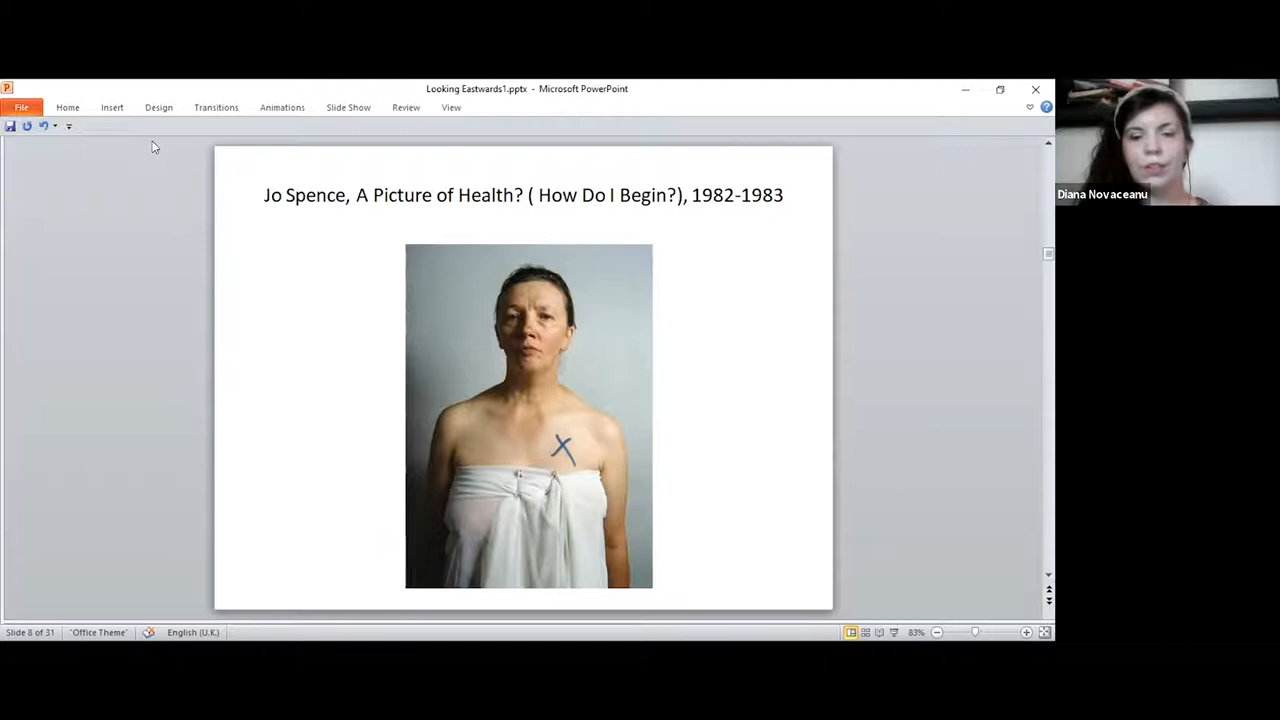 Looking Eastwards1.pptx - Microsoft PowerPoint
File Home Insert Design Transitions Animations Slide Show Review View
Jo Spence, A Picture of Health? ( How Do I Begin?), 1982-1983
X
Diana Novaceanu
Slide 8 of 31 "Office Theme" English (U.K.) 83%